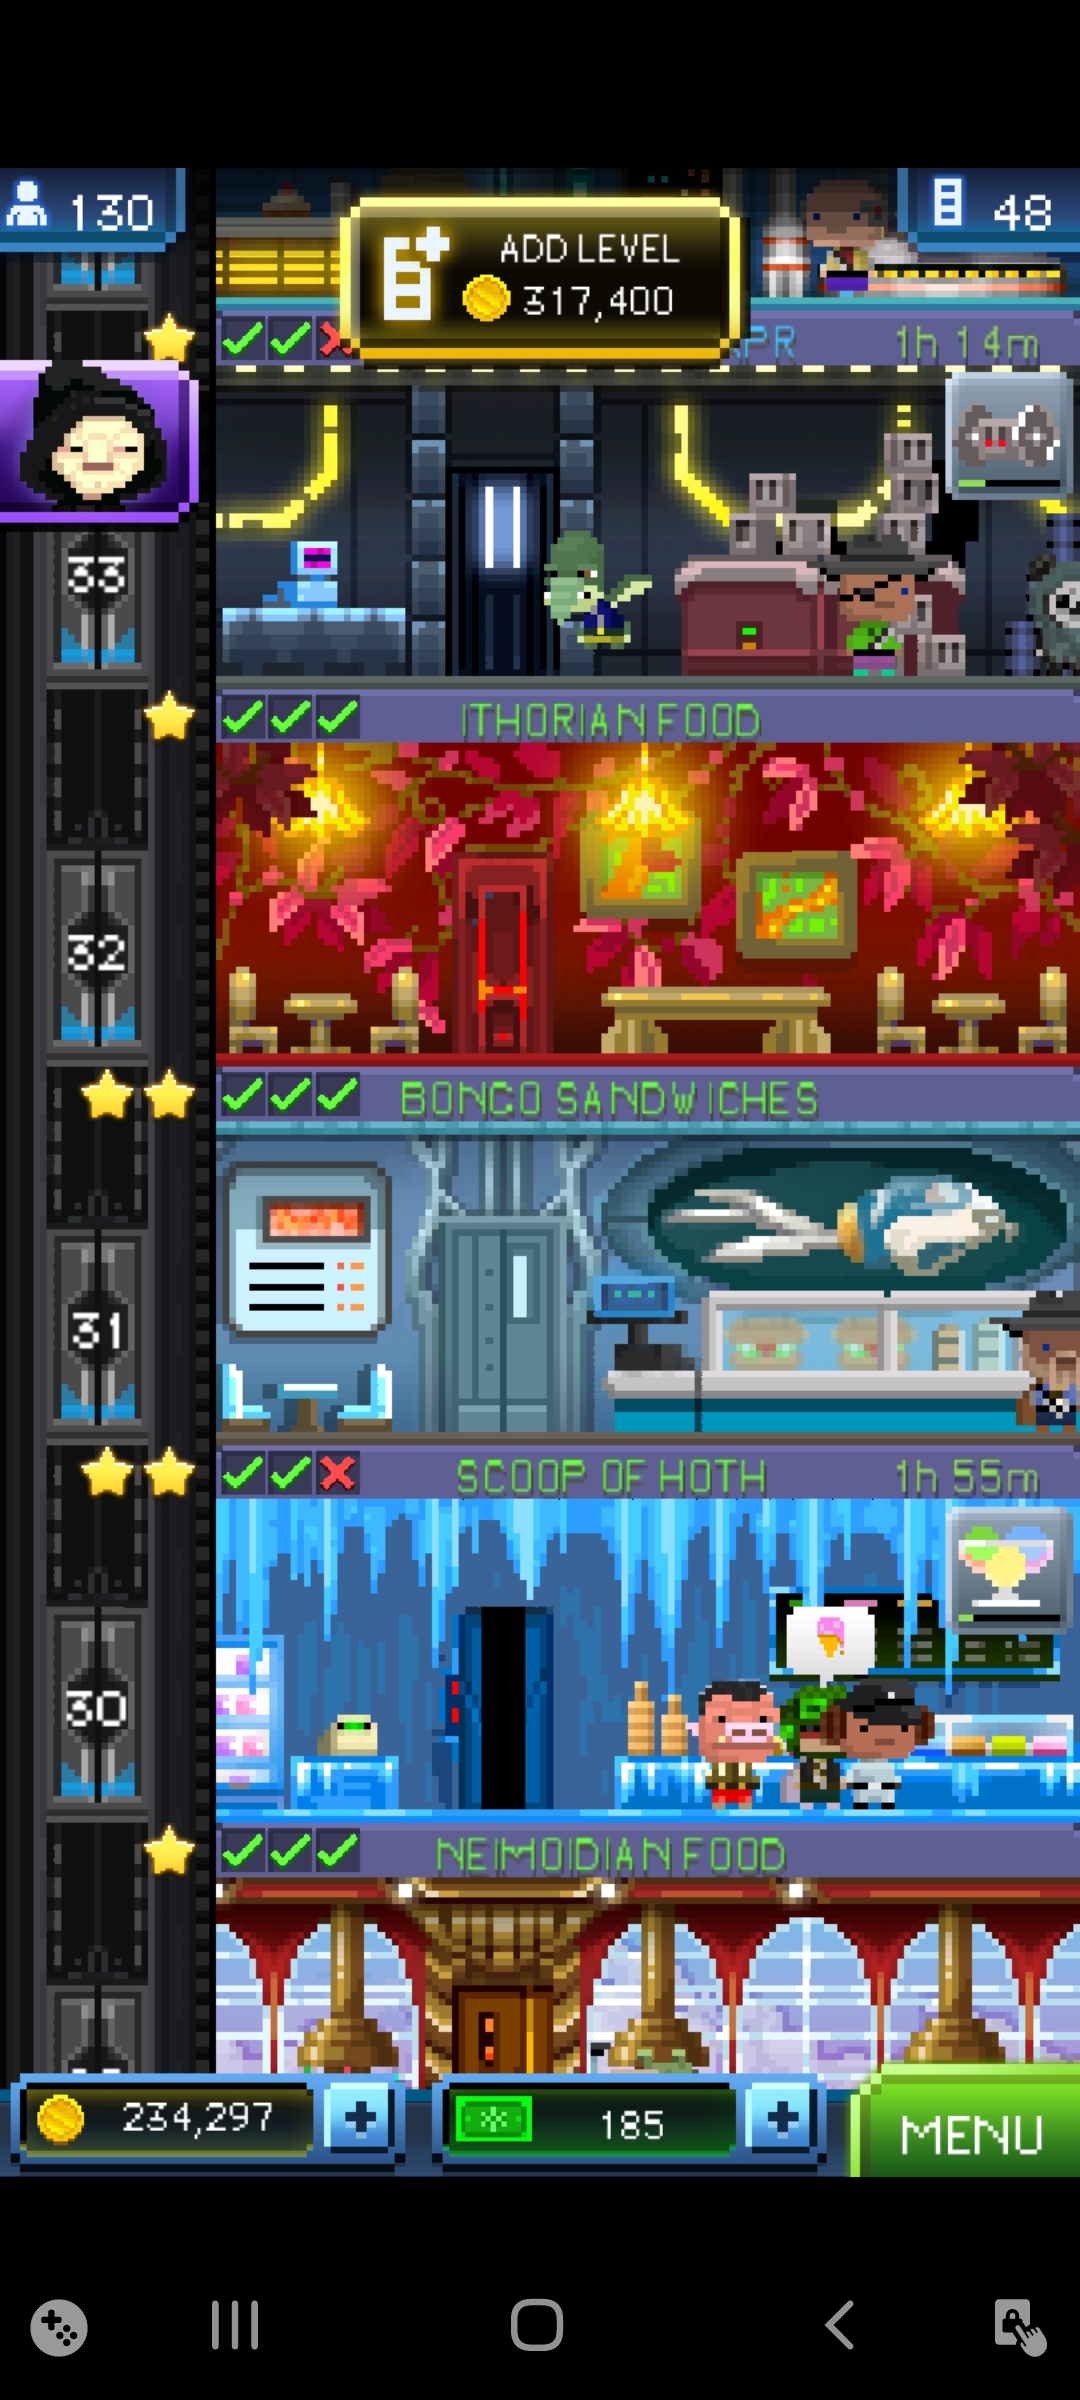 130
48
ADD LEVEL
317,400
1h 14m
33
ITHORIAN FOOD
32
BONGO SANDWICHES
31
SCOOP OF HOTH 1h 55m
30
NEIMOIDIAN FOOD
234,297
185
MENU